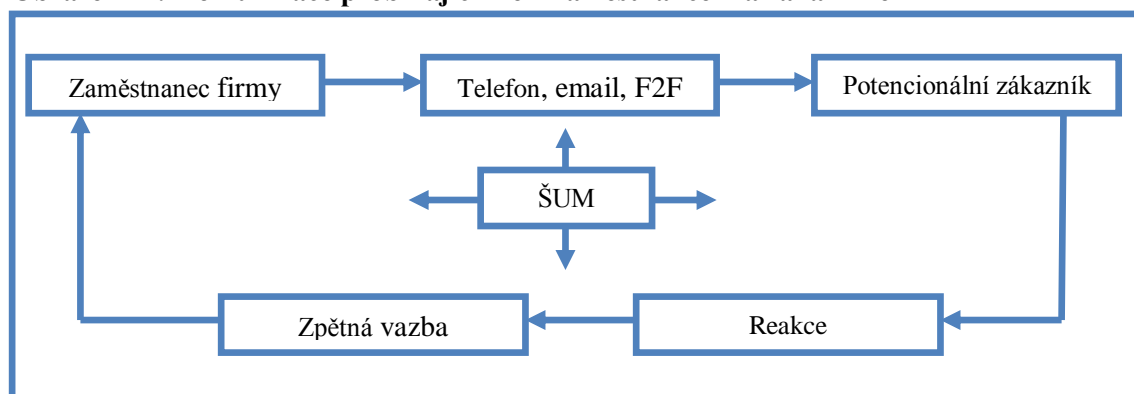 Zaměstnanec firmy
Telefon, email, F2F
Potencionální zákazník
ŠUM
Zpětná vazba
Reakce